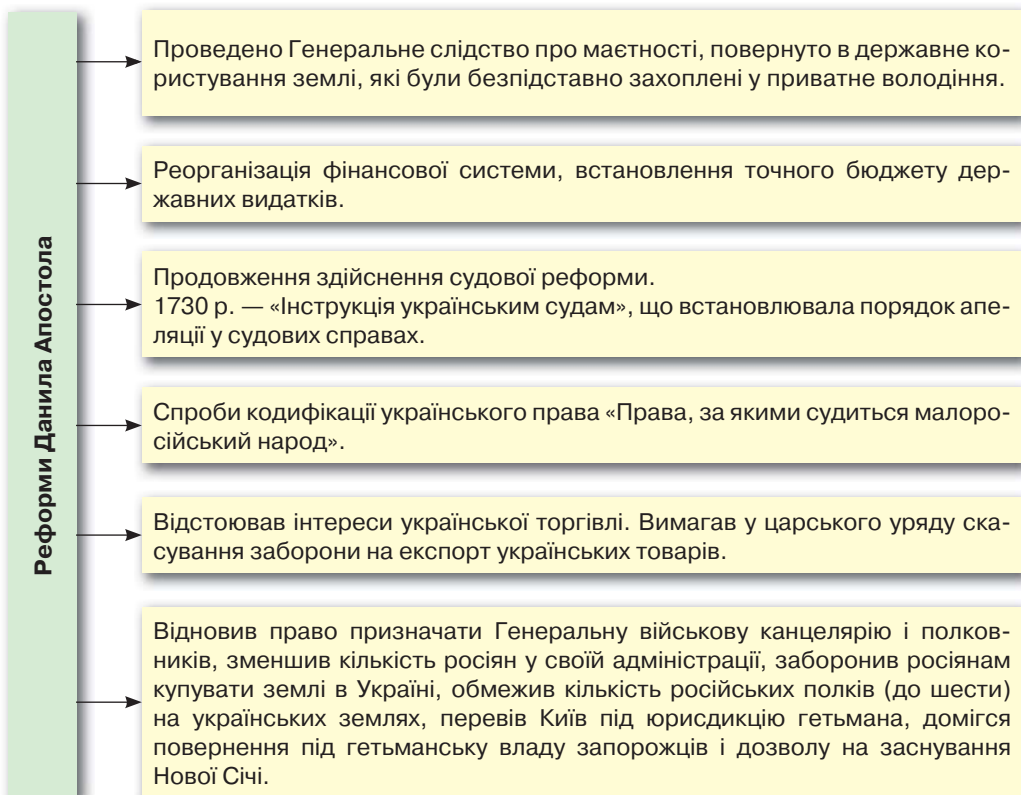 Реформи Данила Апостола
Проведено Генеральне слідство про маєтності, повернуто в державне ко-
ристування землі, які були безпідставно захоплені у приватне володіння.
Реорганізація фінансової системи, встановлення точного бюджету дер-
жавних видатків.
Продовження здійснення судової реформи.
1730 р. — «Інструкція українським судам», що встановлювала порядок апе-
ляції у судових справах.
Спроби кодифікації українського права «Права, за якими судиться малоро-
сійський народ».
Відстоював інтереси української торгівлі. Вимагав у царського уряду ска-
сування заборони на експорт українських товарів.
Відновив право призначати Генеральну військову канцелярію і полков-
ників, зменшив кількість росіян у своїй адміністрації, заборонив росіянам
купувати землі в Україні, обмежив кількість російських полків (до шести)
на українських землях, перевів Київ під юрисдикцію гетьмана, домігся
повернення під гетьманську владу запорожців і дозволу на заснування
Нової Січі.